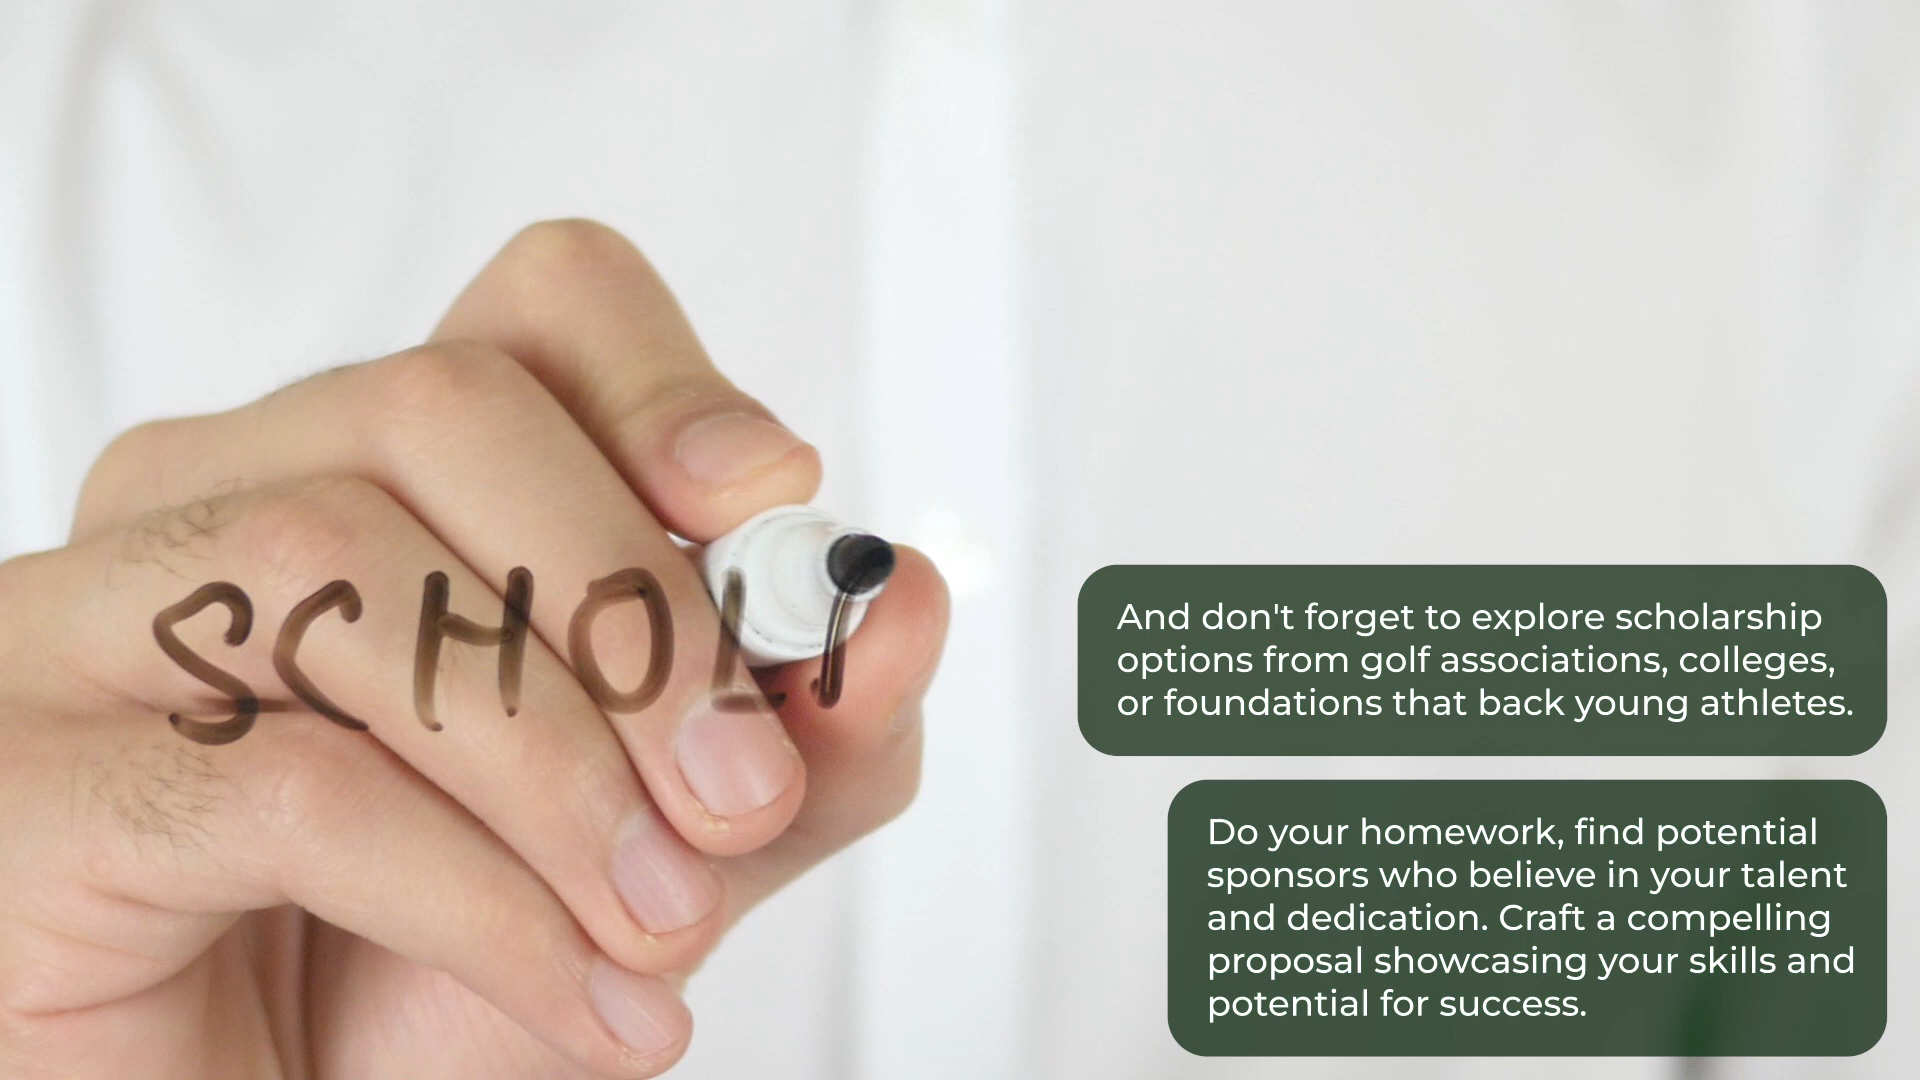 SCHOL
And don't forget to explore scholarship
options from golf associations, colleges,
or foundations that back young athletes.
Do your homework, find potential
sponsors who believe in your talent
and dedication. Craft a compelling
proposal showcasing your skills and
potential for success.